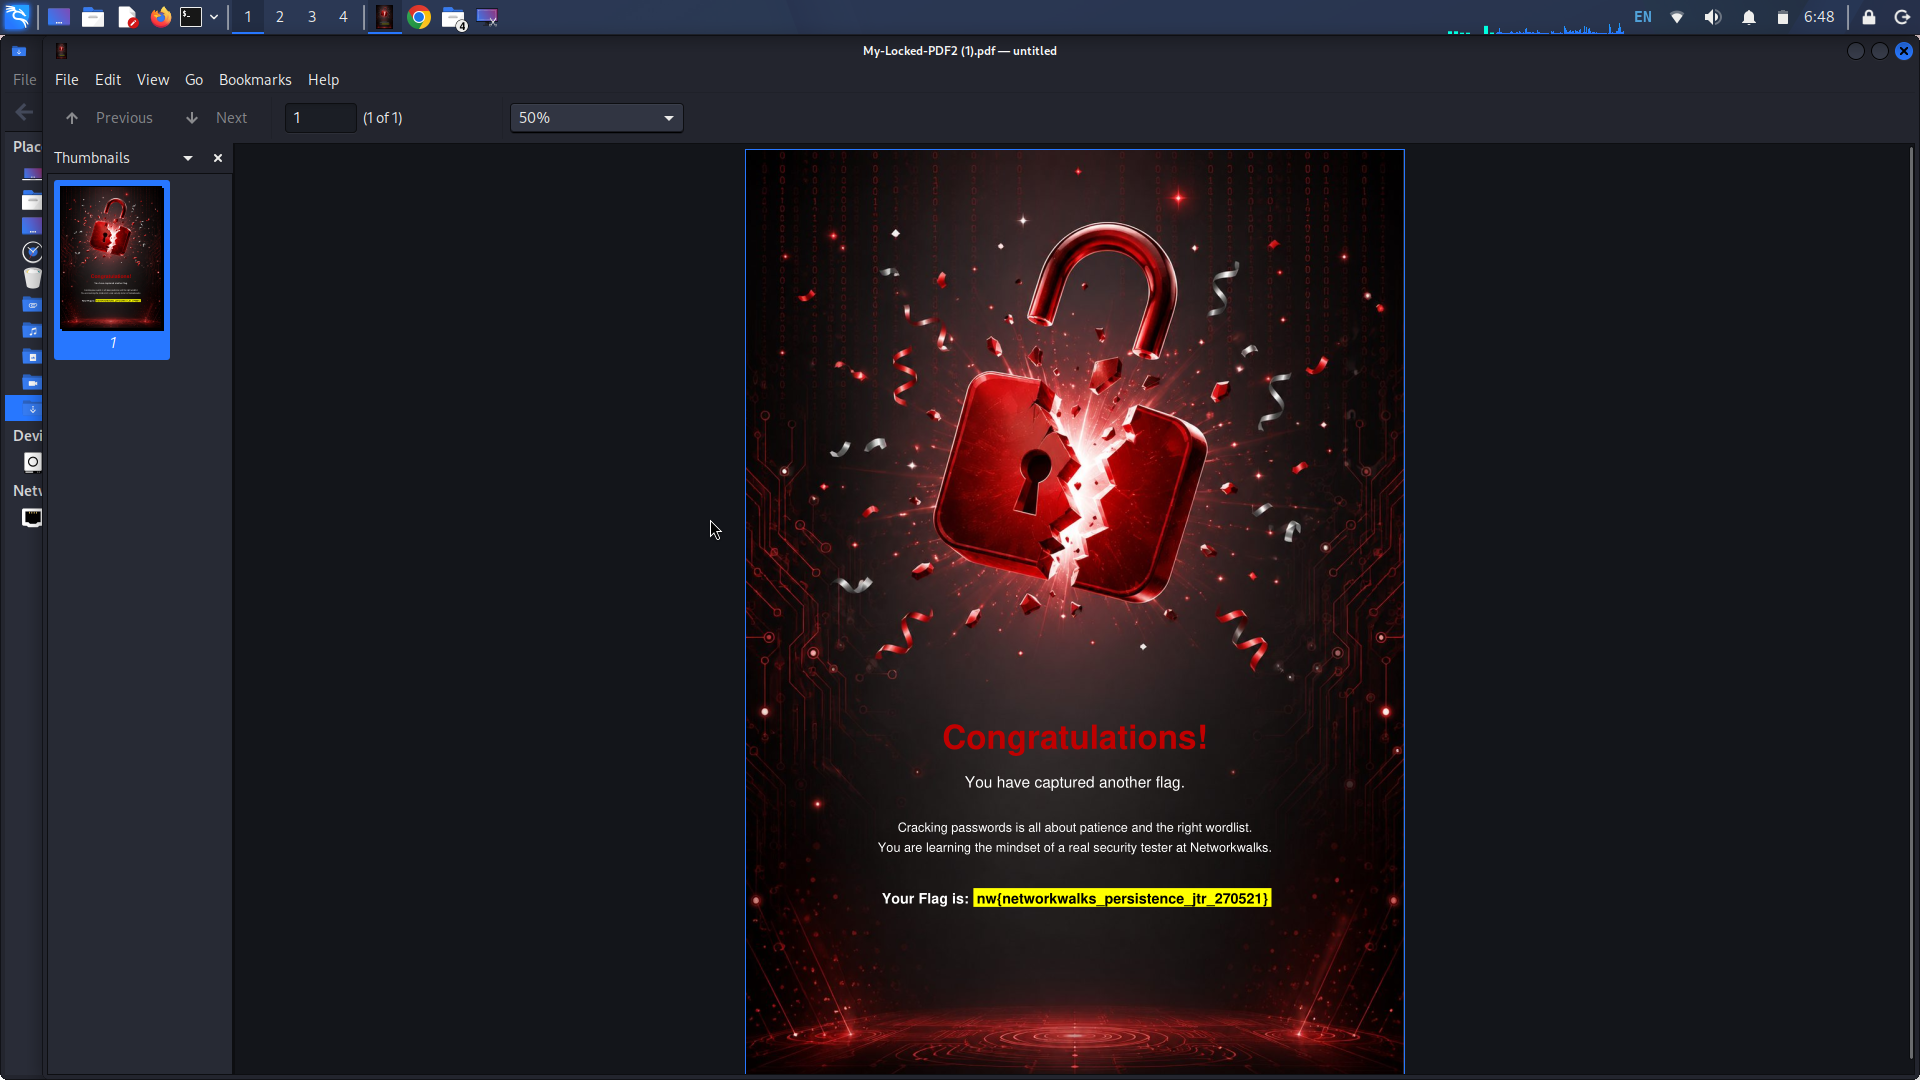 1 2 3 4
4
EN
6:48
My-Locked-PDF2 (1).pdf — untitled
File
File Edit View Go Bookmarks Help
Previous Next 1 (1 of 1) 50%
Plac
Thumbnails
1
Devi
Netw
Congratulations!
You have captured another flag.
Cracking passwords is all about patience and the right wordlist.
You are learning the mindset of a real security tester at Networkwalks.
Your Flag is: nw{networkwalks_persistence_jtr_270521}